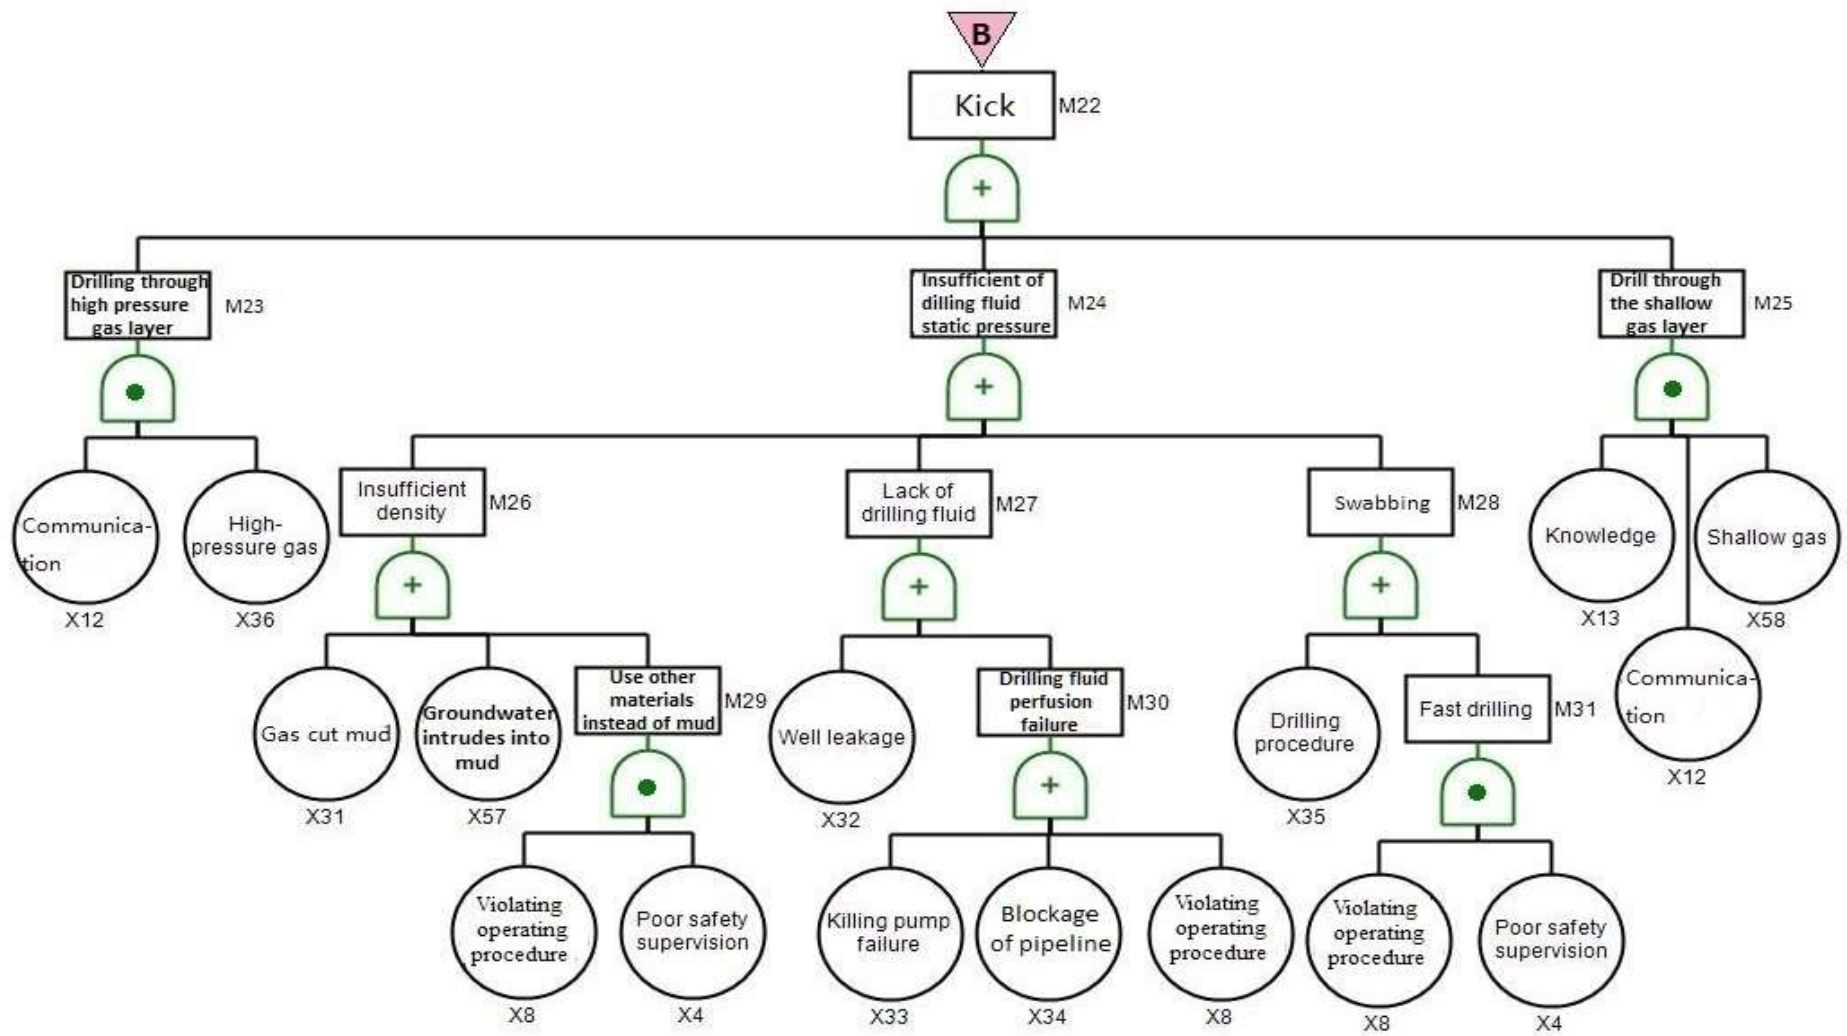 B
Kick
M22
+
Drilling through
high pressure
gas layer
M23
Insufficient of
dilling fluid
static pressure
M24
Drill through
the shallow
gas layer
M25
+
Communica-
tion
X12
High-
pressure gas
X36
Insufficient
density
M26
Lack of
drilling fluid
M27
Swabbing
M28
Knowledge
X13
Shallow gas
X58
+
+
+
Communica-
tion
X12
Gas cut mud
X31
Groundwater
intrudes into
mud
X57
Use other
materials
instead of mud
M29
Well leakage
X32
Drilling fluid
perfusion
failure
M30
Drilling
procedure
X35
Fast drilling
M31
+
Violating
operating
procedure
X8
Poor safety
supervision
X4
Killing pump
failure
X33
Blockage
of pipeline
X34
Violating
operating
procedure
X8
Violating
operating
procedure
X8
Poor safety
supervision
X4